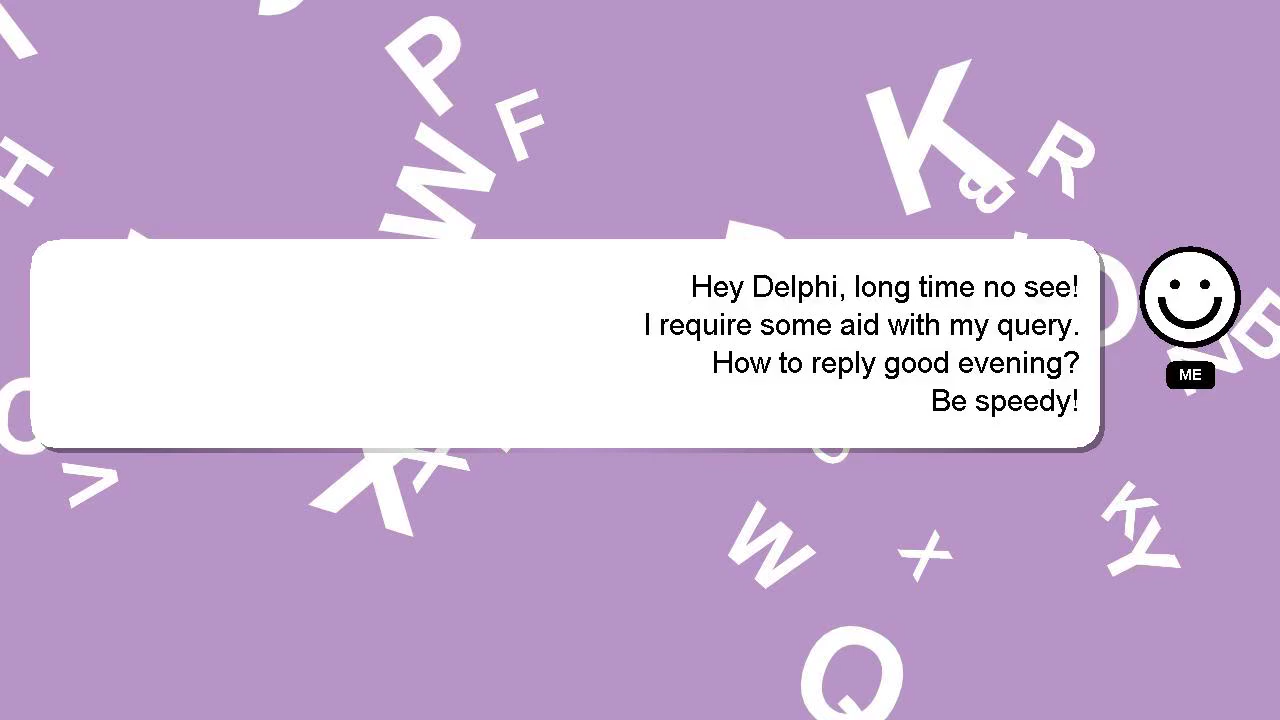 Hey Delphi, long time no see!
I require some aid with my query.
How to reply good evening?
Be speedy!
ME